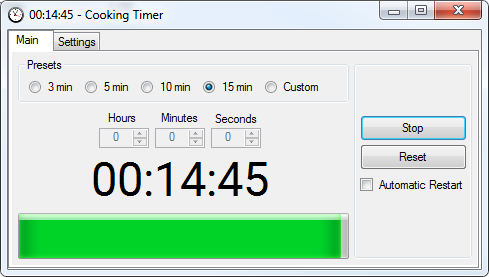 00:14:45 - Cooking Timer
Main Settings
Presets
3 min 5 min 10 min 15 min Custom
Hours Minutes Seconds
0 0 0
Stop
00:14:45
Reset
Automatic Restart